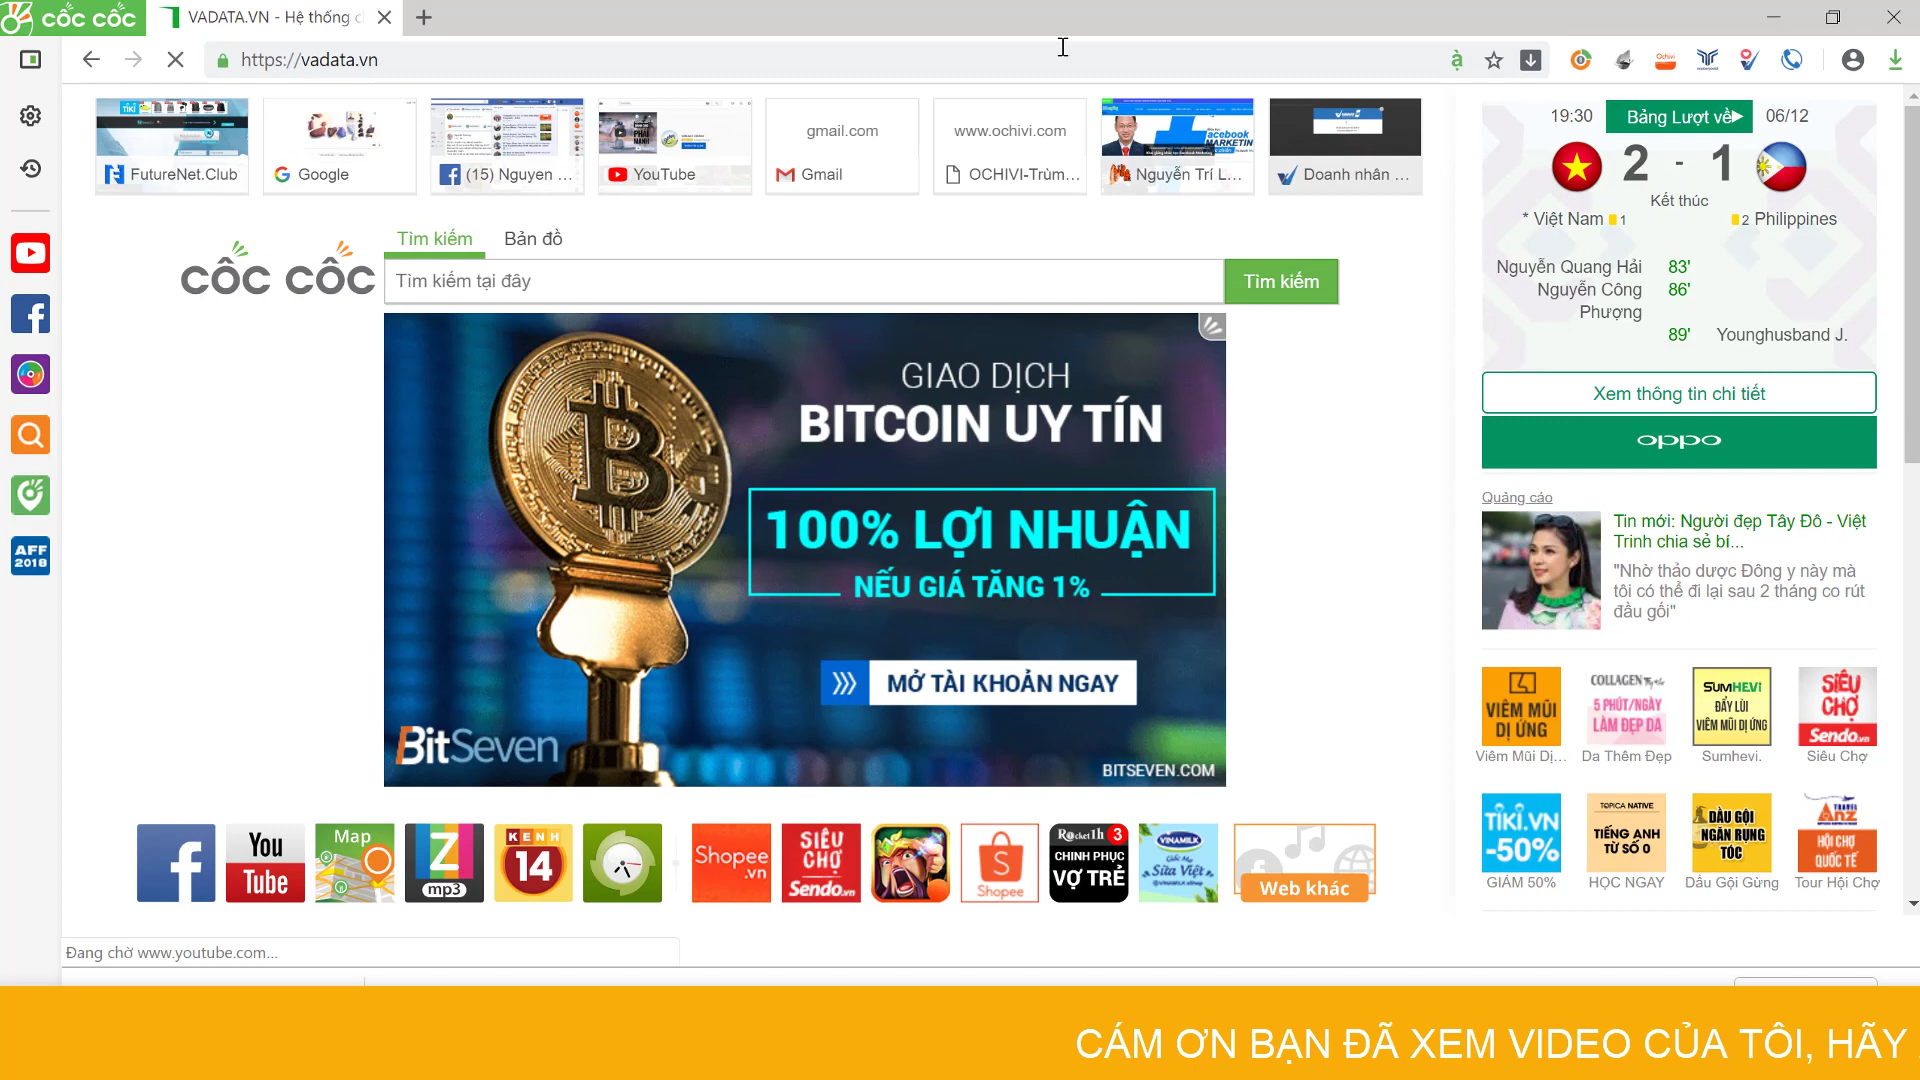 cốc cốc
VADATA.VN - Hệ thống
https://vadata.vn
FutureNet.Club
Google
(15) Nguyen ...
YouTube
gmail.com
Gmail
www.ochivi.com
OCHIVI-Trùm...
Nguyễn Trí L...
Doanh nhân ...
AFF
2018
cốc cốc
Tìm kiếm
Bản đồ
Tìm kiếm tại đây
Tìm kiếm
GIAO DỊCH
BITCOIN UY TÍN
100% LỢI NHUẬN
NẾU GIÁ TĂNG 1%
MỞ TÀI KHOẢN NGAY
BitSeven
BITSEVEN.COM
You
Tube
Map
Z
mp3
KENH
14
Shopee
.vn
SIÊU
CHỢ
Sendo.vn
Shopee
Rocket1h 3
CHINH PHỤC
VỢ TRẺ
VINAMILK
Giấc Mơ
Sữa Việt
Web khác
19:30
Bảng Lượt về
06/12
2 - 1
Kết thúc
* Việt Nam 1
2 Philippines
Nguyễn Quang Hải 83'
Nguyễn Công 86'
Phượng
89' Younghusband J.
Xem thông tin chi tiết
oppo
Quảng cáo
Tin mới: Người đẹp Tây Đô - Việt
Trinh chia sẻ bí...
"Nhờ thảo dược Đông y này mà
tôi có thể đi lại sau 2 tháng co rút
đầu gối"
VIÊM MŨI
DỊ ỨNG
Viêm Mũi Dị...
COLLAGEN
5 PHÚT/NGÀY
LÀM ĐẸP DA
Da Thêm Đẹp
SUMHEVI
ĐẨY LÙI
VIÊM MŨI DỊ ỨNG
Sumhevi.
SIÊU
CHỢ
Sendo.vn
Siêu Chợ
TIKI.VN
-50%
GIẢM 50%
TOPICA NATIVE
TIẾNG ANH
TỪ SỐ 0
HỌC NGAY
DẦU GỘI
NGĂN RỤNG
TÓC
Dầu Gội Gừng
TRAVEL
Anz
HỘI CHỢ
QUỐC TẾ
Tour Hội Chợ
Đang chờ www.youtube.com...
CÁM ƠN BẠN ĐÃ XEM VIDEO CỦA TÔI, HÃY